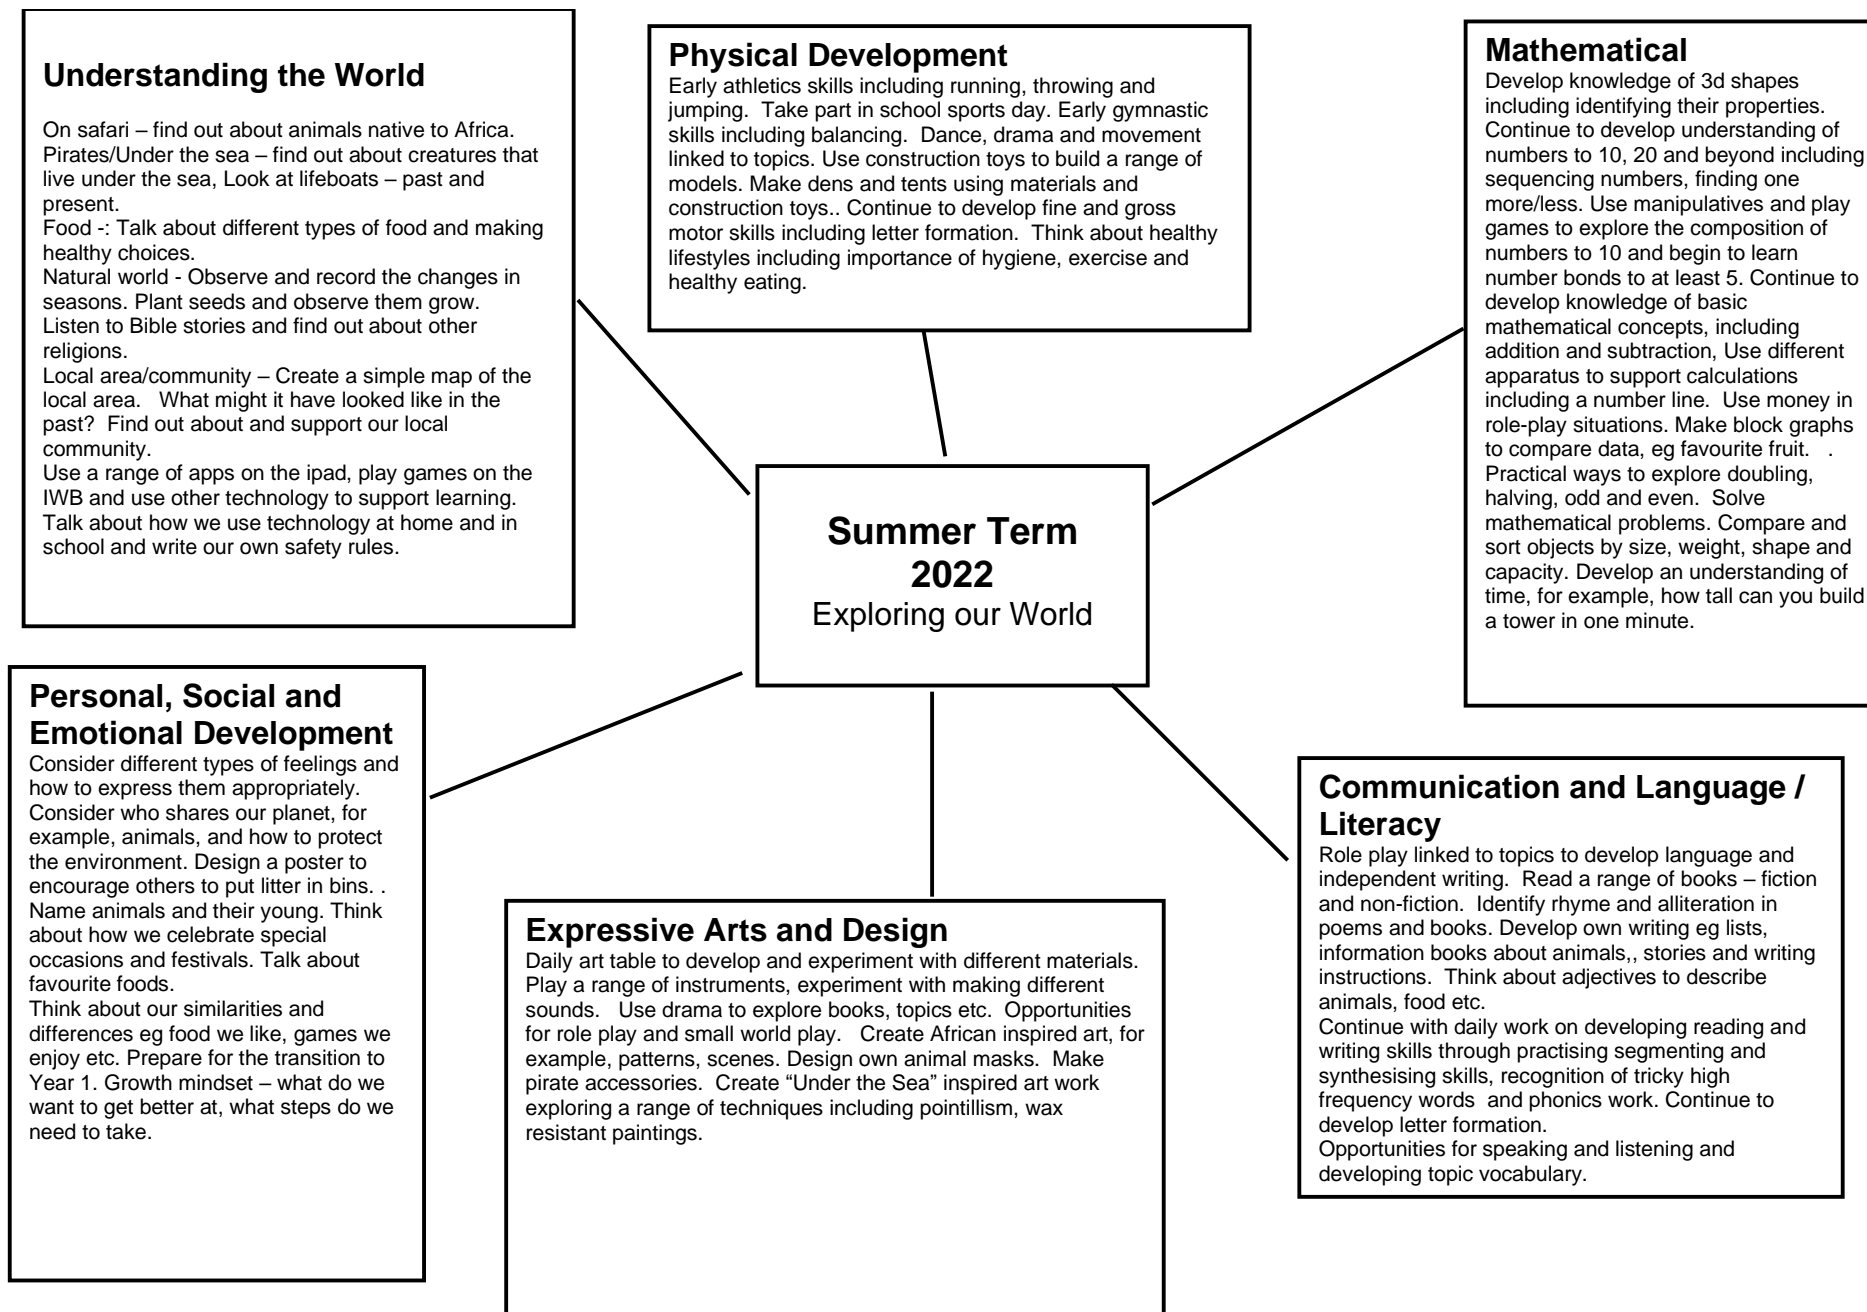 Understanding the World
On safari – find out about animals native to Africa.
Pirates/Under the sea – find out about creatures that
live under the sea, Look at lifeboats – past and
present.
Food -: Talk about different types of food and making
healthy choices.
Natural world - Observe and record the changes in
seasons. Plant seeds and observe them grow.
Listen to Bible stories and find out about other
religions.
Local area/community – Create a simple map of the
local area.   What might it have looked like in the
past?  Find out about and support our local
community.
Use a range of apps on the ipad, play games on the
IWB and use other technology to support learning.
Talk about how we use technology at home and in
school and write our own safety rules.
Physical Development
Early athletics skills including running, throwing and
jumping.  Take part in school sports day. Early gymnastic
skills including balancing.  Dance, drama and movement
linked to topics. Use construction toys to build a range of
models. Make dens and tents using materials and
construction toys.. Continue to develop fine and gross
motor skills including letter formation.  Think about healthy
lifestyles including importance of hygiene, exercise and
healthy eating.
Mathematical
Develop knowledge of 3d shapes
including identifying their properties.
Continue to develop understanding of
numbers to 10, 20 and beyond including
sequencing numbers, finding one
more/less. Use manipulatives and play
games to explore the composition of
numbers to 10 and begin to learn
number bonds to at least 5. Continue to
develop knowledge of basic
mathematical concepts, including
addition and subtraction, Use different
apparatus to support calculations
including a number line.  Use money in
role-play situations. Make block graphs
to compare data, eg favourite fruit.   .
Practical ways to explore doubling,
halving, odd and even.  Solve
mathematical problems. Compare and
sort objects by size, weight, shape and
capacity. Develop an understanding of
time, for example, how tall can you build
a tower in one minute.
Summer Term
2022
Exploring our World
Personal, Social and
Emotional Development
Consider different types of feelings and
how to express them appropriately.
Consider who shares our planet, for
example, animals, and how to protect
the environment. Design a poster to
encourage others to put litter in bins. .
Name animals and their young. Think
about how we celebrate special
occasions and festivals. Talk about
favourite foods.
Think about our similarities and
differences eg food we like, games we
enjoy etc. Prepare for the transition to
Year 1. Growth mindset – what do we
want to get better at, what steps do we
need to take.
Expressive Arts and Design
Daily art table to develop and experiment with different materials.
Play a range of instruments, experiment with making different
sounds.   Use drama to explore books, topics etc.  Opportunities
for role play and small world play.   Create African inspired art, for
example, patterns, scenes. Design own animal masks.  Make
pirate accessories.  Create “Under the Sea” inspired art work
exploring a range of techniques including pointillism, wax
resistant paintings.
Communication and Language /
Literacy
Role play linked to topics to develop language and
independent writing.  Read a range of books – fiction
and non-fiction.  Identify rhyme and alliteration in
poems and books. Develop own writing eg lists,
information books about animals,, stories and writing
instructions.  Think about adjectives to describe
animals, food etc.
Continue with daily work on developing reading and
writing skills through practising segmenting and
synthesising skills, recognition of tricky high
frequency words  and phonics work. Continue to
develop letter formation.
Opportunities for speaking and listening and
developing topic vocabulary.